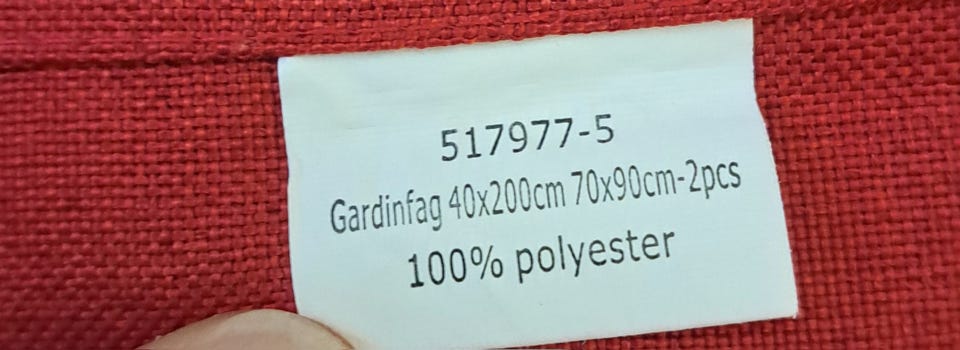 517977-5
Gardinfag 40x200cm 70x90cm-2pcs
100% polyester